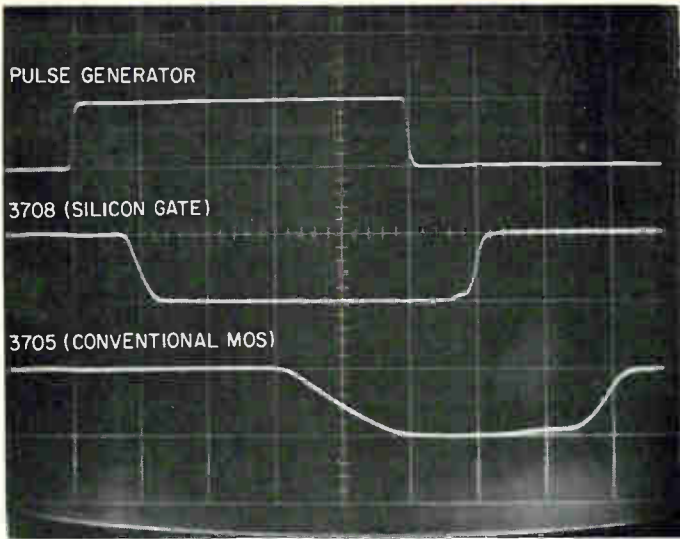 PULSE GENERATOR
3708 (SILICON GATE)
3705 (CONVENTIONAL MOS)